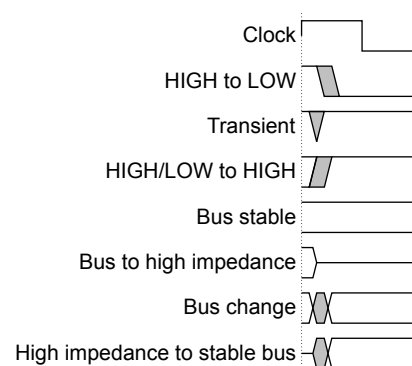 Clock
HIGH to LOW
Transient
HIGH/LOW to HIGH
Bus stable
Bus to high impedance
Bus change
High impedance to stable bus